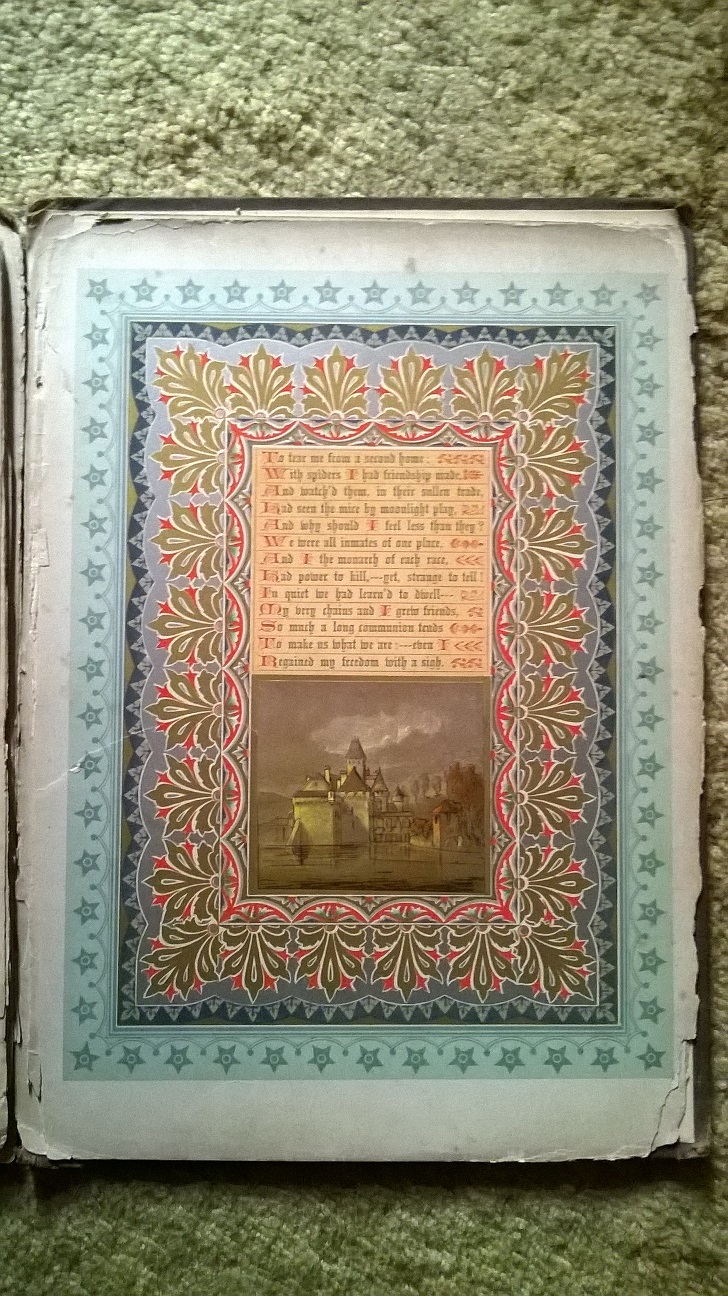 To tear me from a second home:
With spiders I had friendship made,
And watch'd them, in their sullen trade,
Had seen the mice by moonlight play,
And why should I feel less than they?
We were all inmates of one place,
And I the monarch of each race,
Had power to kill,---yet, strange to tell!
In quiet we had learn'd to dwell---
My very chains and I grew friends,
So much a long communion tends
To make us what we are:---even I
Regained my freedom with a sigh.